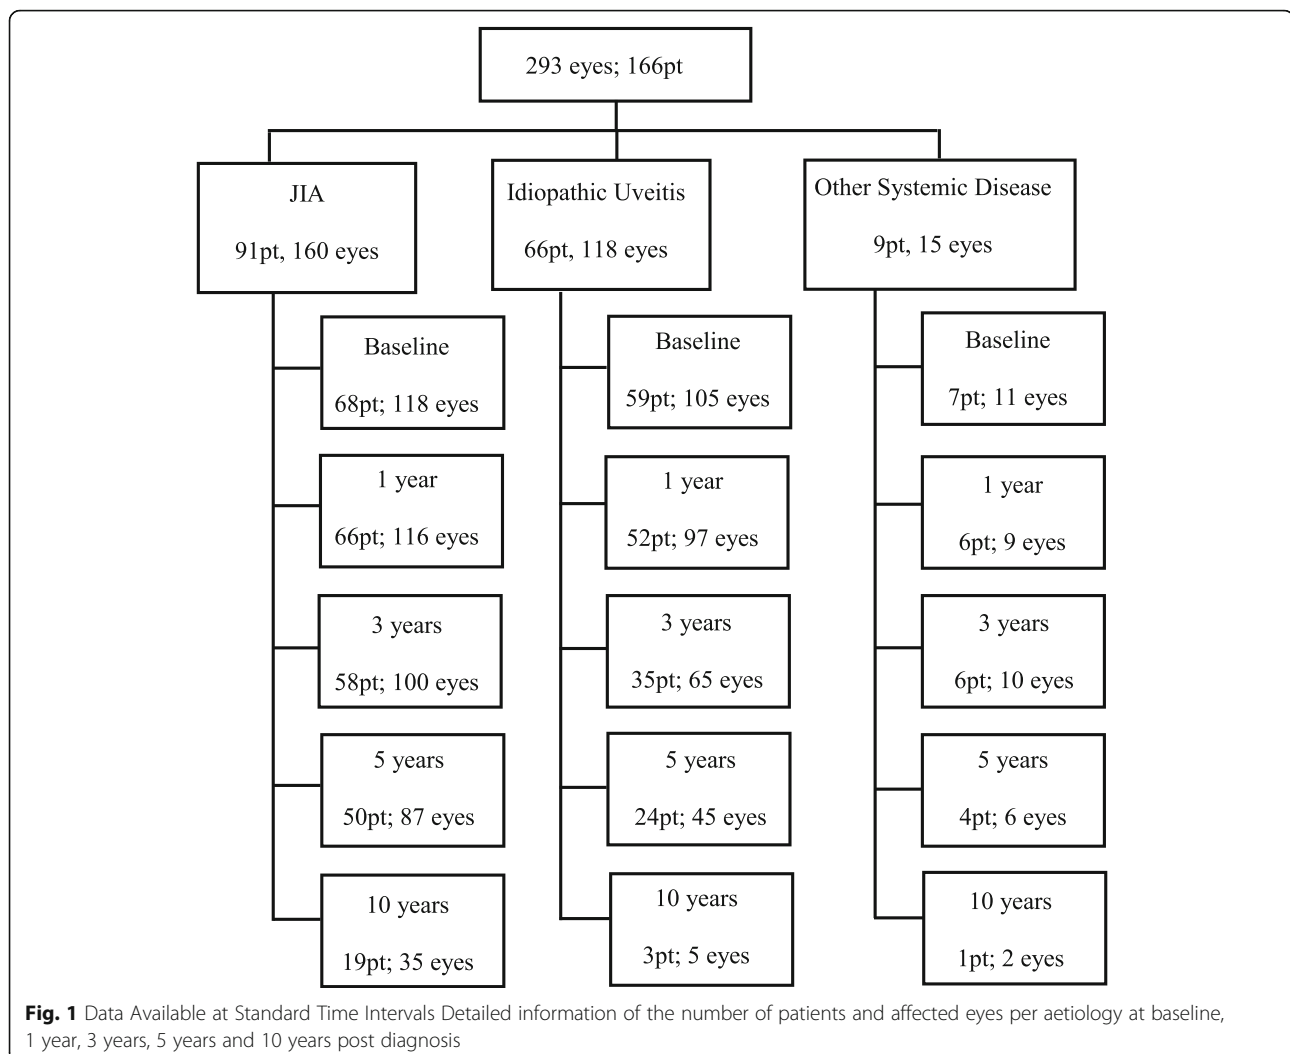 293 eyes; 166pt
JIA
91pt, 160 eyes
Baseline
68pt; 118 eyes
1 year
66pt; 116 eyes
3 years
58pt; 100 eyes
5 years
50pt; 87 eyes
10 years
19pt; 35 eyes
Idiopathic Uveitis
66pt, 118 eyes
Baseline
59pt; 105 eyes
1 year
52pt; 97 eyes
3 years
35pt; 65 eyes
5 years
24pt; 45 eyes
10 years
3pt; 5 eyes
Other Systemic Disease
9pt, 15 eyes
Baseline
7pt; 11 eyes
1 year
6pt; 9 eyes
3 years
6pt; 10 eyes
5 years
4pt; 6 eyes
10 years
1pt; 2 eyes
Fig. 1 Data Available at Standard Time Intervals Detailed information of the number of patients and affected eyes per aetiology at baseline,
1 year, 3 years, 5 years and 10 years post diagnosis